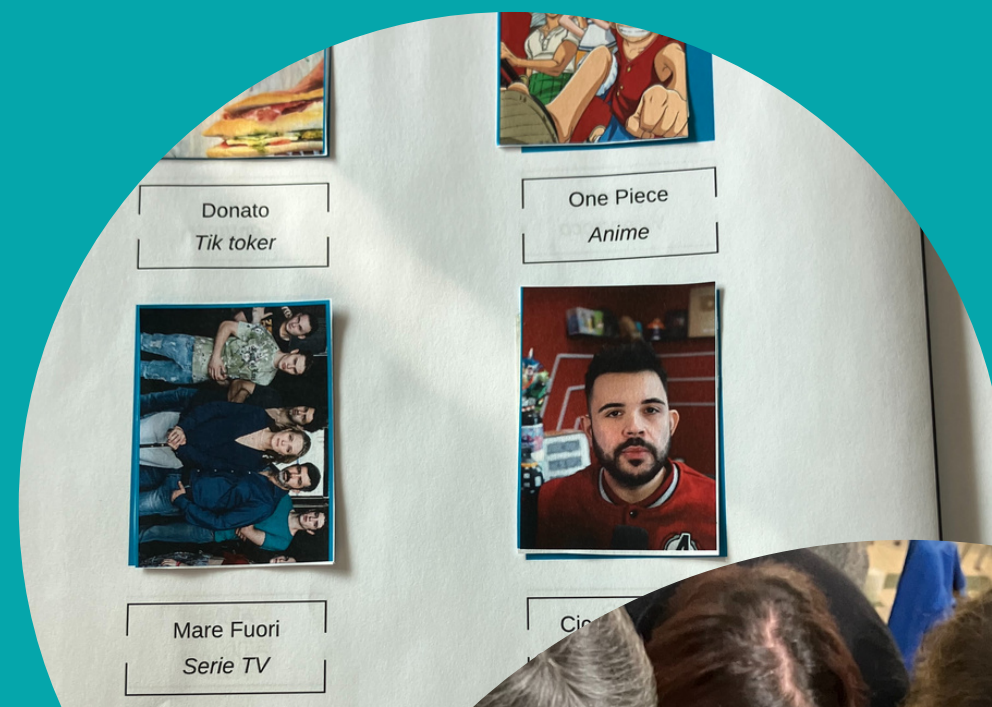 Donato
Tik toker
One Piece
Anime
Mare Fuori
Serie TV